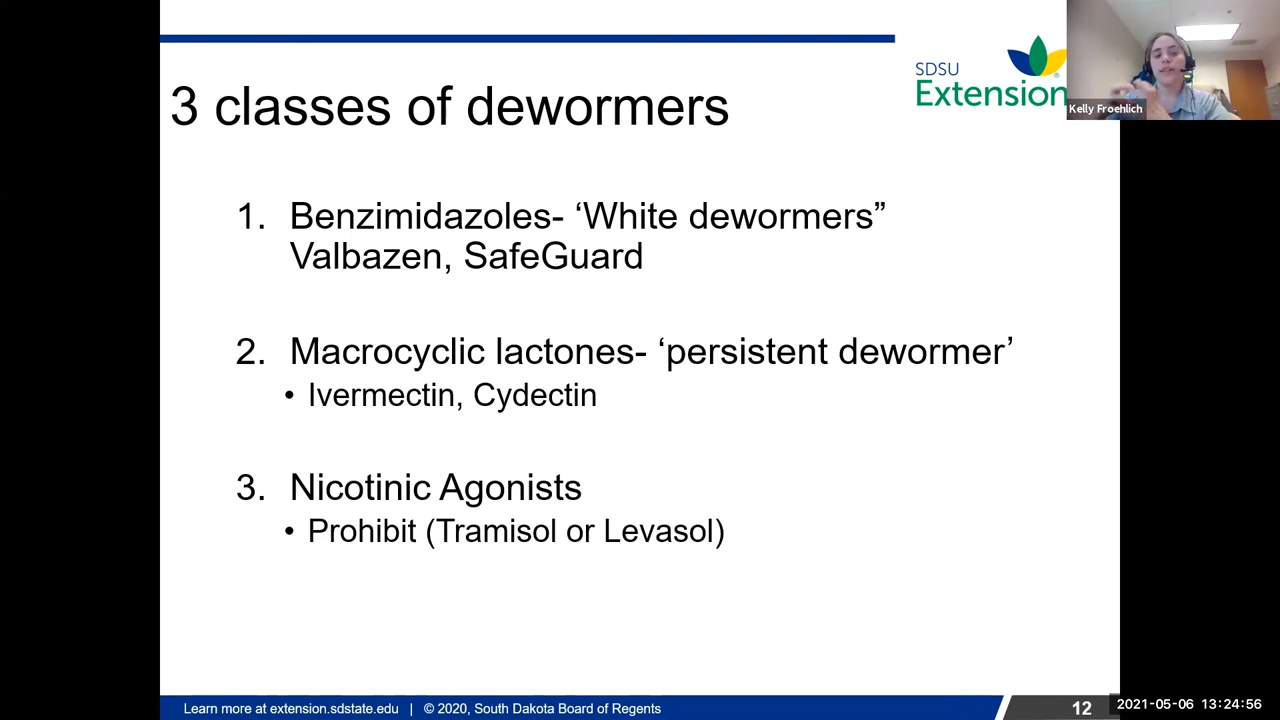 SDSU
Extension
®
Kelly Froehlich
3 classes of dewormers
1. Benzimidazoles- ‘White dewormers”
Valbazen, SafeGuard
2. Macrocyclic lactones- ‘persistent dewormer’
• Ivermectin, Cydectin
3. Nicotinic Agonists
• Prohibit (Tramisol or Levasol)
Learn more at extension.sdstate.edu | © 2020, South Dakota Board of Regents
12
2021-05-06 13:24:56